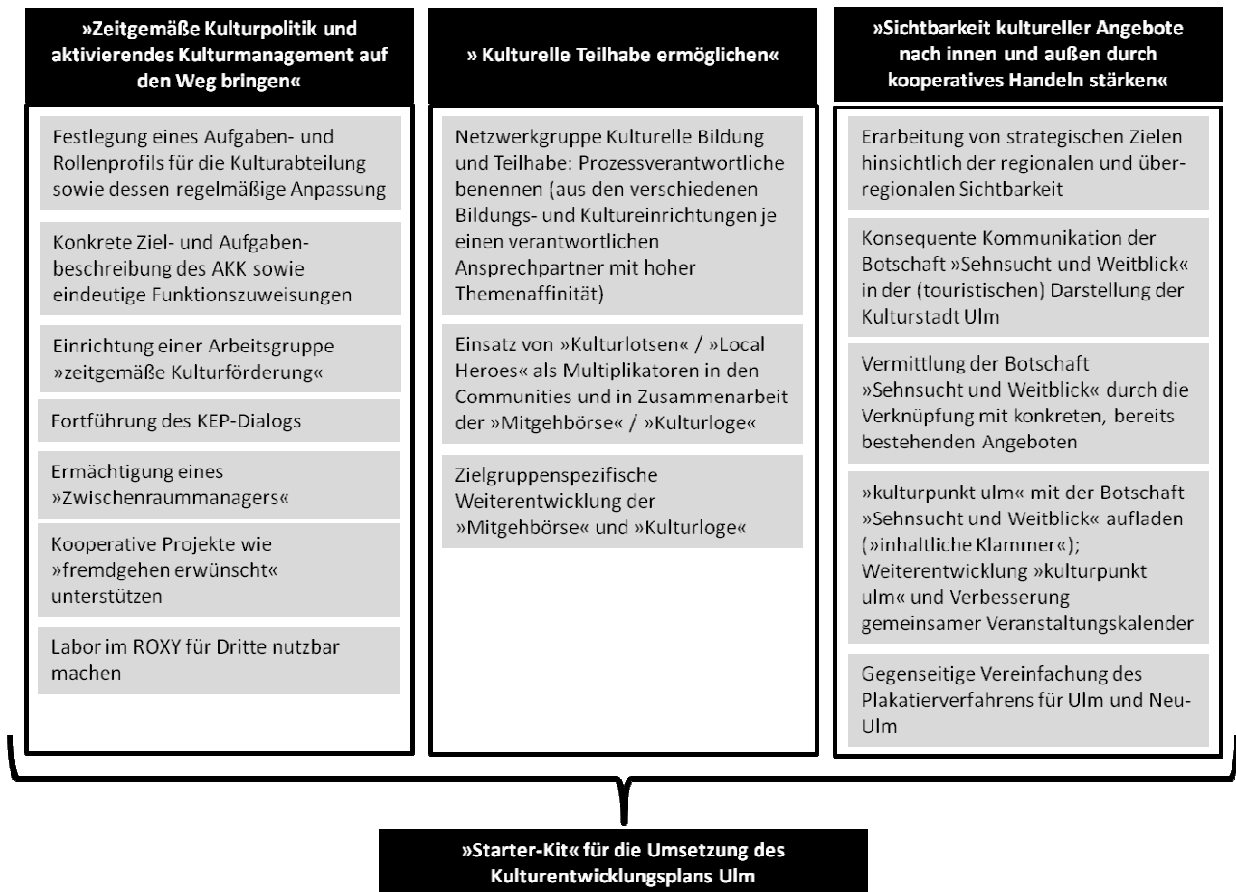 »Zeitgemäße Kulturpolitik und
aktivierendes Kulturmanagement auf
den Weg bringen«
Festlegung eines Aufgaben- und
Rollenprofils für die Kulturabteilung
sowie dessen regelmäßige Anpassung
Konkrete Ziel- und Aufgaben-
beschreibung des AKK sowie
eindeutige Funktionszuweisungen
Einrichtung einer Arbeitsgruppe
»zeitgemäße Kulturförderung«
Fortführung des KEP-Dialogs
Ermächtigung eines
»Zwischenraummanagers«
Kooperative Projekte wie
»fremdgehen erwünscht«
unterstützen
Labor im ROXY für Dritte nutzbar
machen
» Kulturelle Teilhabe ermöglichen«
Netzwerkgruppe Kulturelle Bildung
und Teilhabe: Prozessverantwortliche
benennen (aus den verschiedenen
Bildungs- und Kultureinrichtungen je
einen verantwortlichen
Ansprechpartner mit hoher
Themenaffinität)
Einsatz von »Kulturlotsen« / »Local
Heroes« als Multiplikatoren in den
Communities und in Zusammenarbeit
der »Mitgehbörse« / »Kulturloge«
Zielgruppenspezifische
Weiterentwicklung der
»Mitgehbörse« und »Kulturloge«
»Sichtbarkeit kultureller Angebote
nach innen und außen durch
kooperatives Handeln stärken«
Erarbeitung von strategischen Zielen
hinsichtlich der regionalen und über-
regionalen Sichtbarkeit
Konsequente Kommunikation der
Botschaft »Sehnsucht und Weitblick«
in der (touristischen) Darstellung der
Kulturstadt Ulm
Vermittlung der Botschaft
»Sehnsucht und Weitblick« durch die
Verknüpfung mit konkreten, bereits
bestehenden Angeboten
»kulturpunkt ulm« mit der Botschaft
»Sehnsucht und Weitblick« aufladen
(»inhaltliche Klammer«);
Weiterentwicklung »kulturpunkt
ulm« und Verbesserung
gemeinsamer Veranstaltungskalender
Gegenseitige Vereinfachung des
Plakatierverfahrens für Ulm und Neu-
Ulm
»Starter-Kit« für die Umsetzung des
Kulturentwicklungsplans Ulm